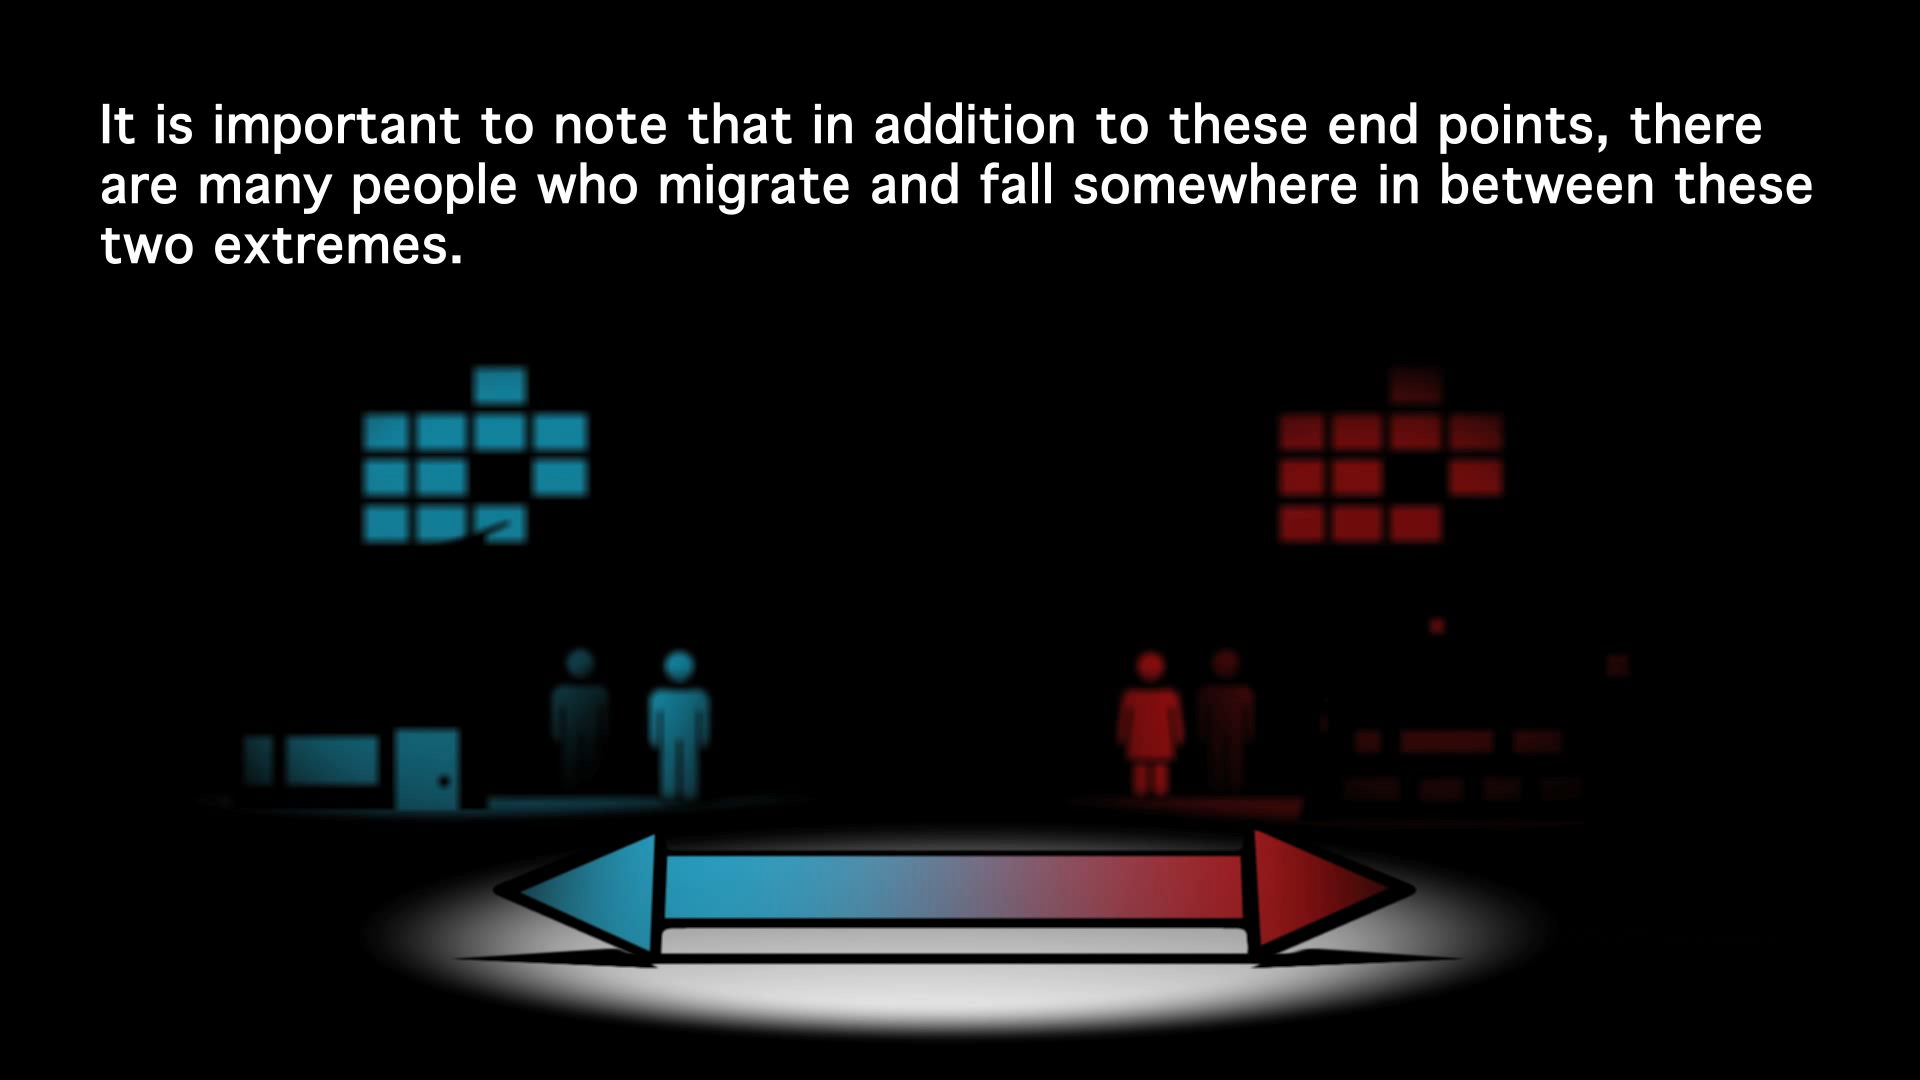 It is important to note that in addition to these end points, there
are many people who migrate and fall somewhere in between these
two extremes.